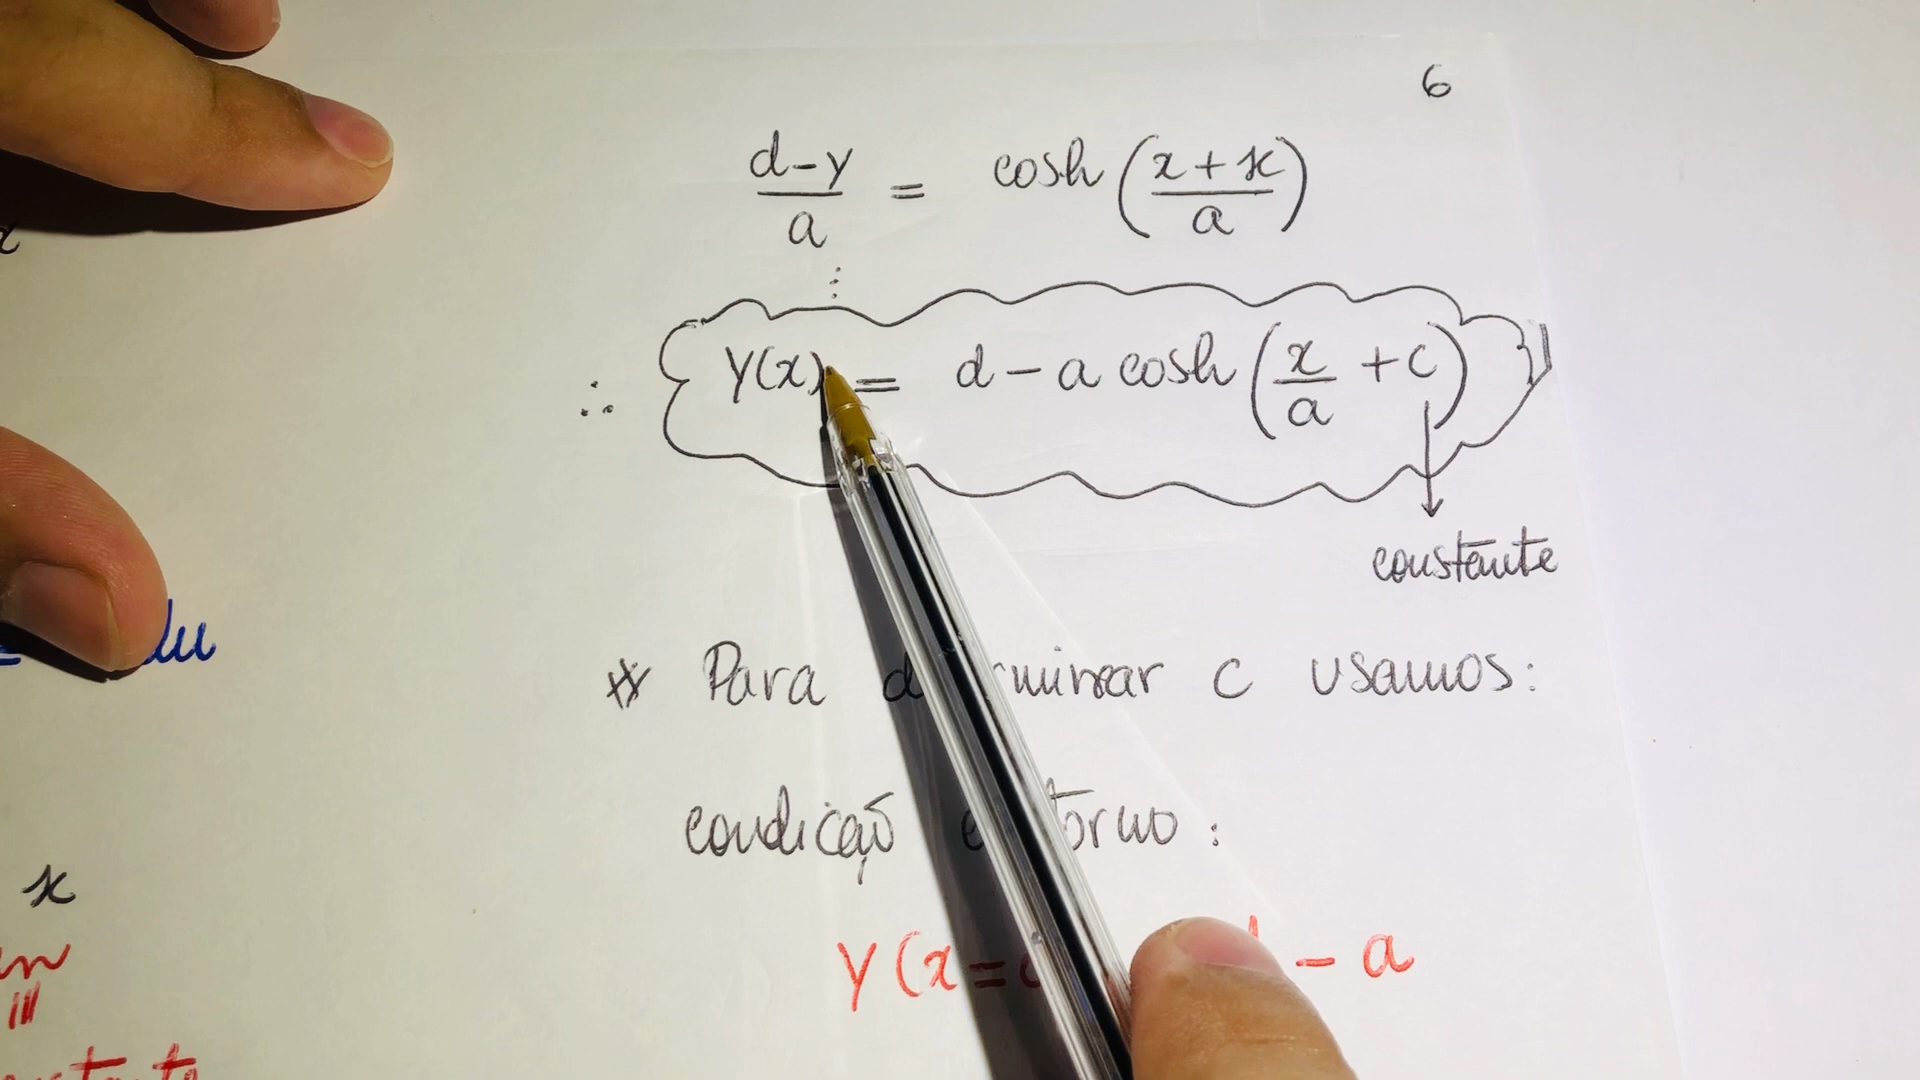 6
d-y/a = cosh(x+k/a)
∴ y(x) = d - a cosh(x/a + c)
constante
* Para usamos:
condição :
y(x= - a
x